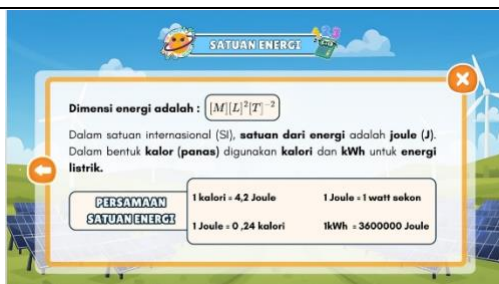 SATUAN ENERGI
Dimensi energi adalah : [M][L]²[T]⁻²
Dalam satuan internasional (SI), satuan dari energi adalah joule (J).
Dalam bentuk kalor (panas) digunakan kalori dan kWh untuk energi
listrik.
PERSAMAAN
SATUAN ENERGI
1 kalori = 4,2 Joule
1 Joule = 1 watt sekon
1 Joule = 0 ,24 kalori
1kWh = 3600000 Joule